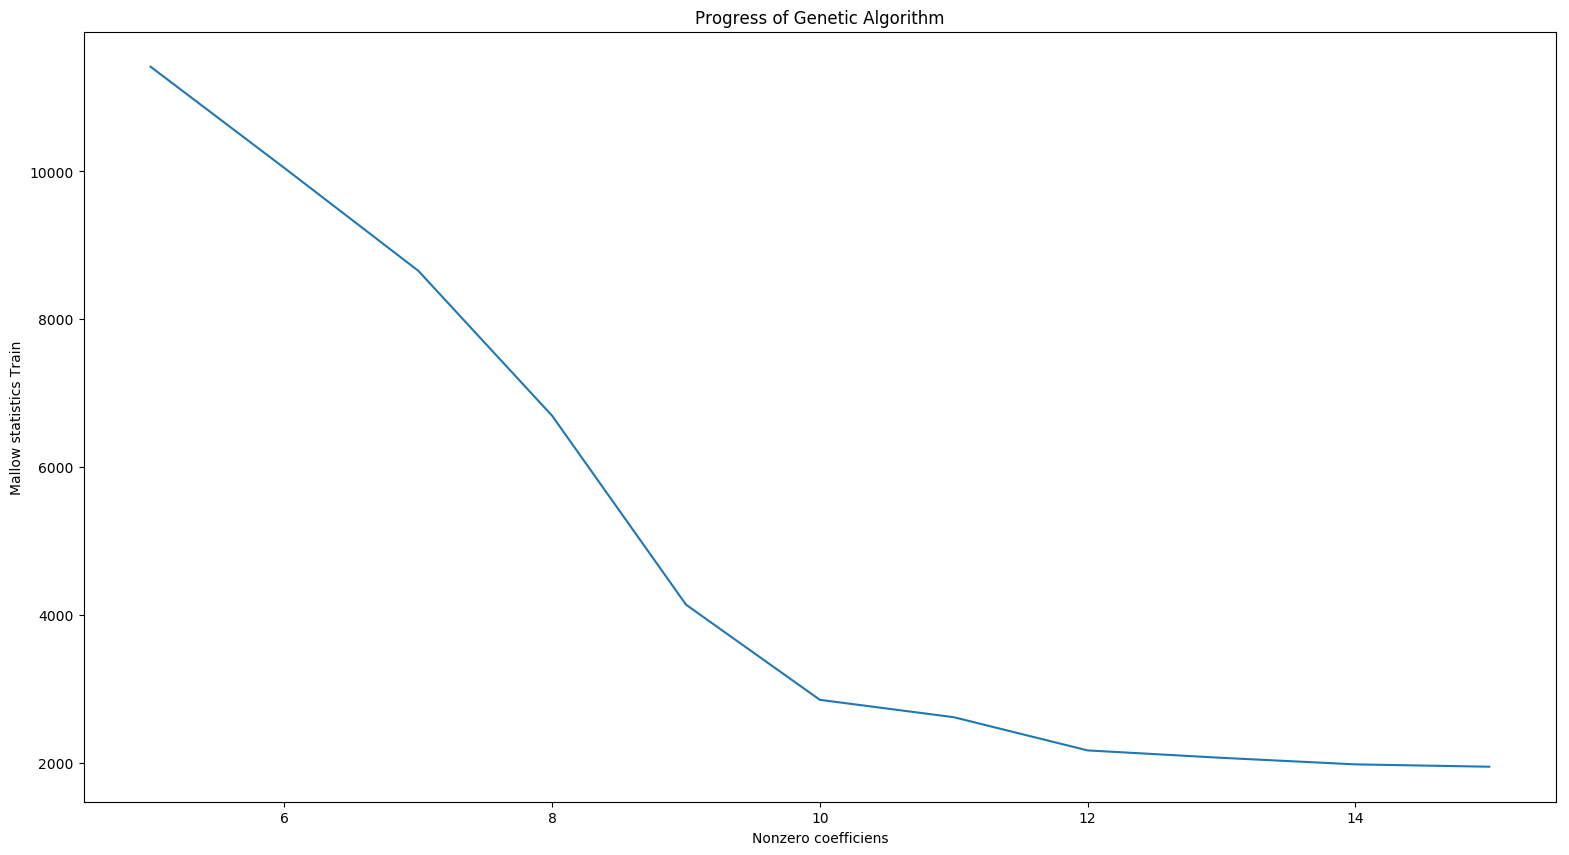 Progress of Genetic Algorithm
10000
8000
6000
4000
2000
Mallow statistics Train
6 8 10 12 14
Nonzero coefficiens